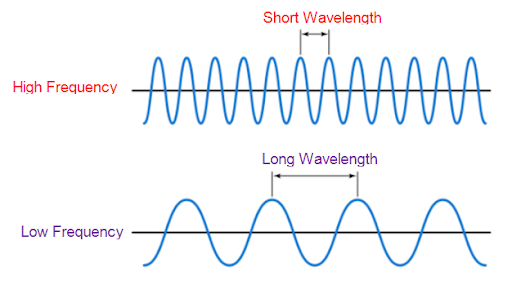 Short Wavelength
High Frequency
Long Wavelength
Low Frequency